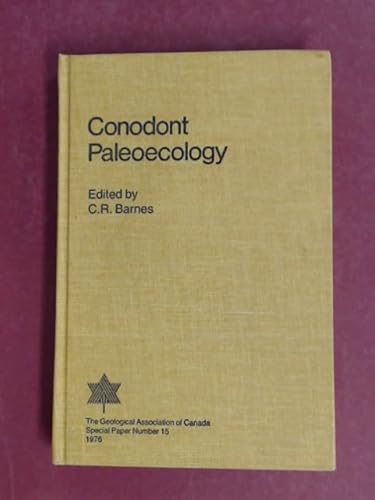 Conodont
Paleoecology
Edited by
C.R. Barnes
The Geological Association of Canada
Special Paper Number 15
1976